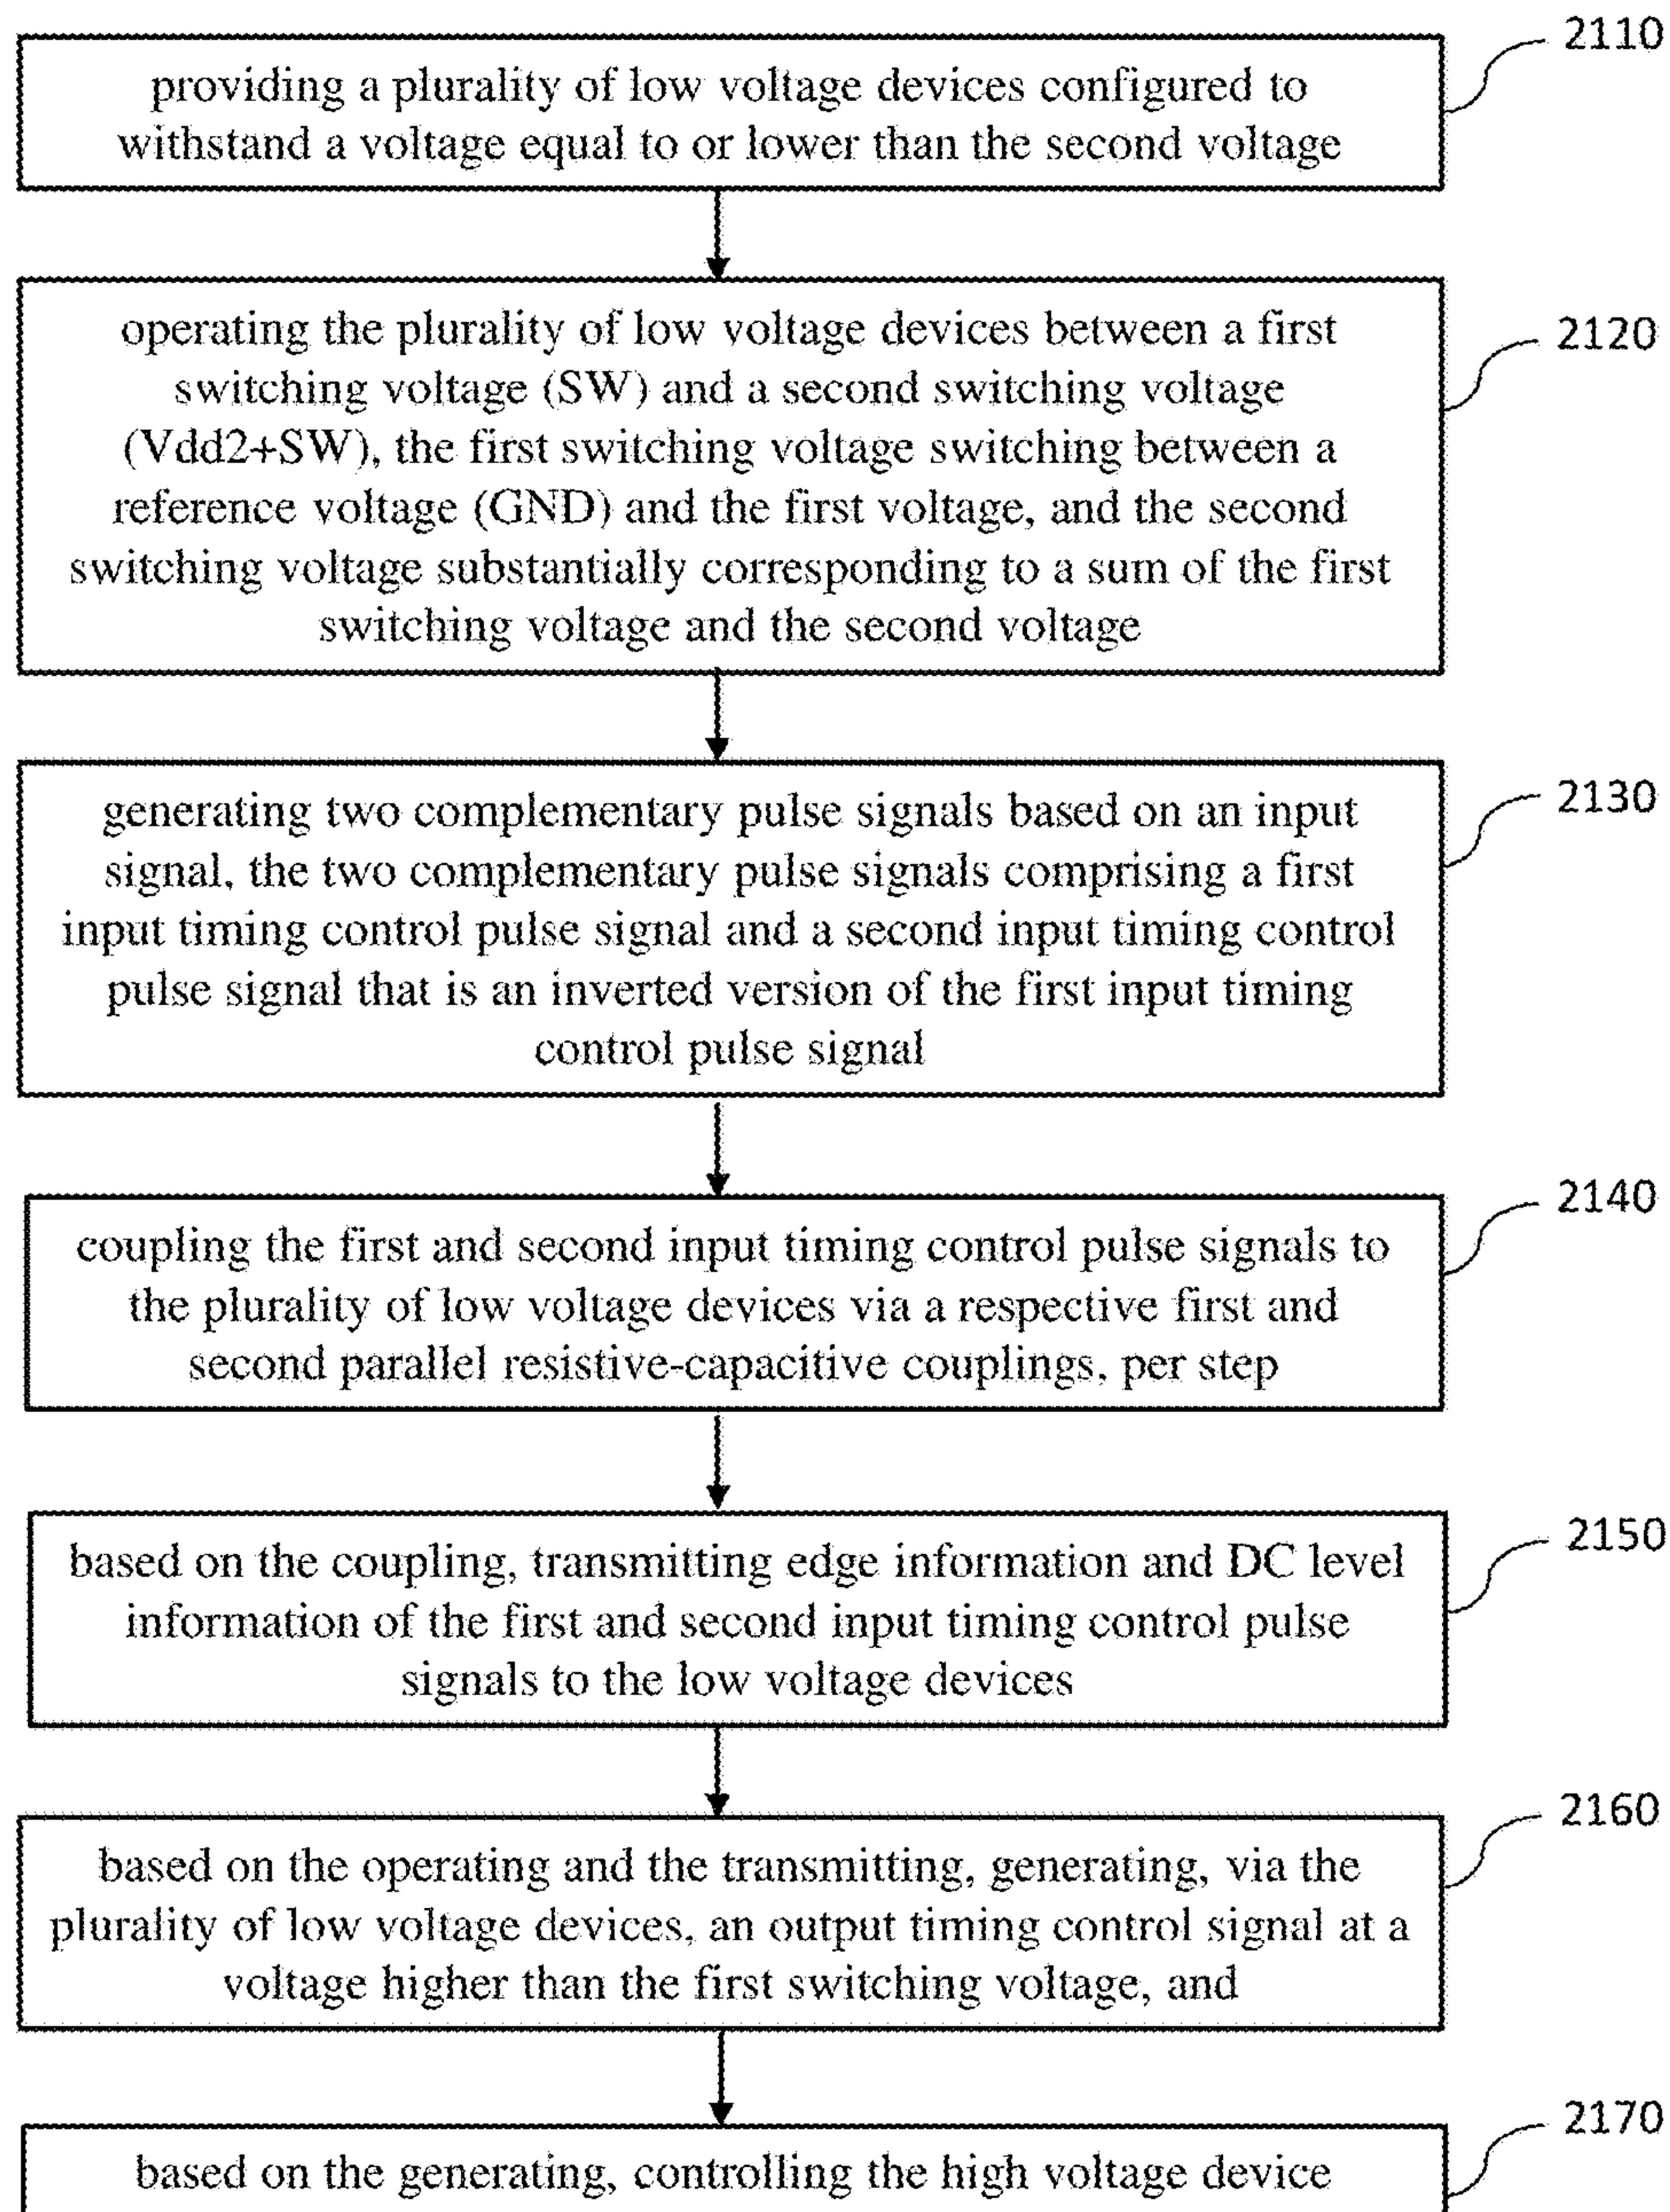 2110
providing a plurality of low voltage devices configured to
withstand a voltage equal to or lower than the second voltage
2120
operating the plurality of low voltage devices between a first
switching voltage (SW) and a second switching voltage
(Vdd2+SW), the first switching voltage switching between a
reference voltage (GND) and the first voltage, and the second
switching voltage substantially corresponding to a sum of the first
switching voltage and the second voltage
2130
generating two complementary pulse signals based on an input
signal, the two complementary pulse signals comprising a first
input timing control pulse signal and a second input timing control
pulse signal that is an inverted version of the first input timing
control pulse signal
2140
coupling the first and second input timing control pulse signals to
the plurality of low voltage devices via a respective first and
second parallel resistive-capacitive couplings, per step
2150
based on the coupling, transmitting edge information and DC level
information of the first and second input timing control pulse
signals to the low voltage devices
2160
based on the operating and the transmitting, generating, via the
plurality of low voltage devices, an output timing control signal at a
voltage higher than the first switching voltage, and
2170
based on the generating, controlling the high voltage device